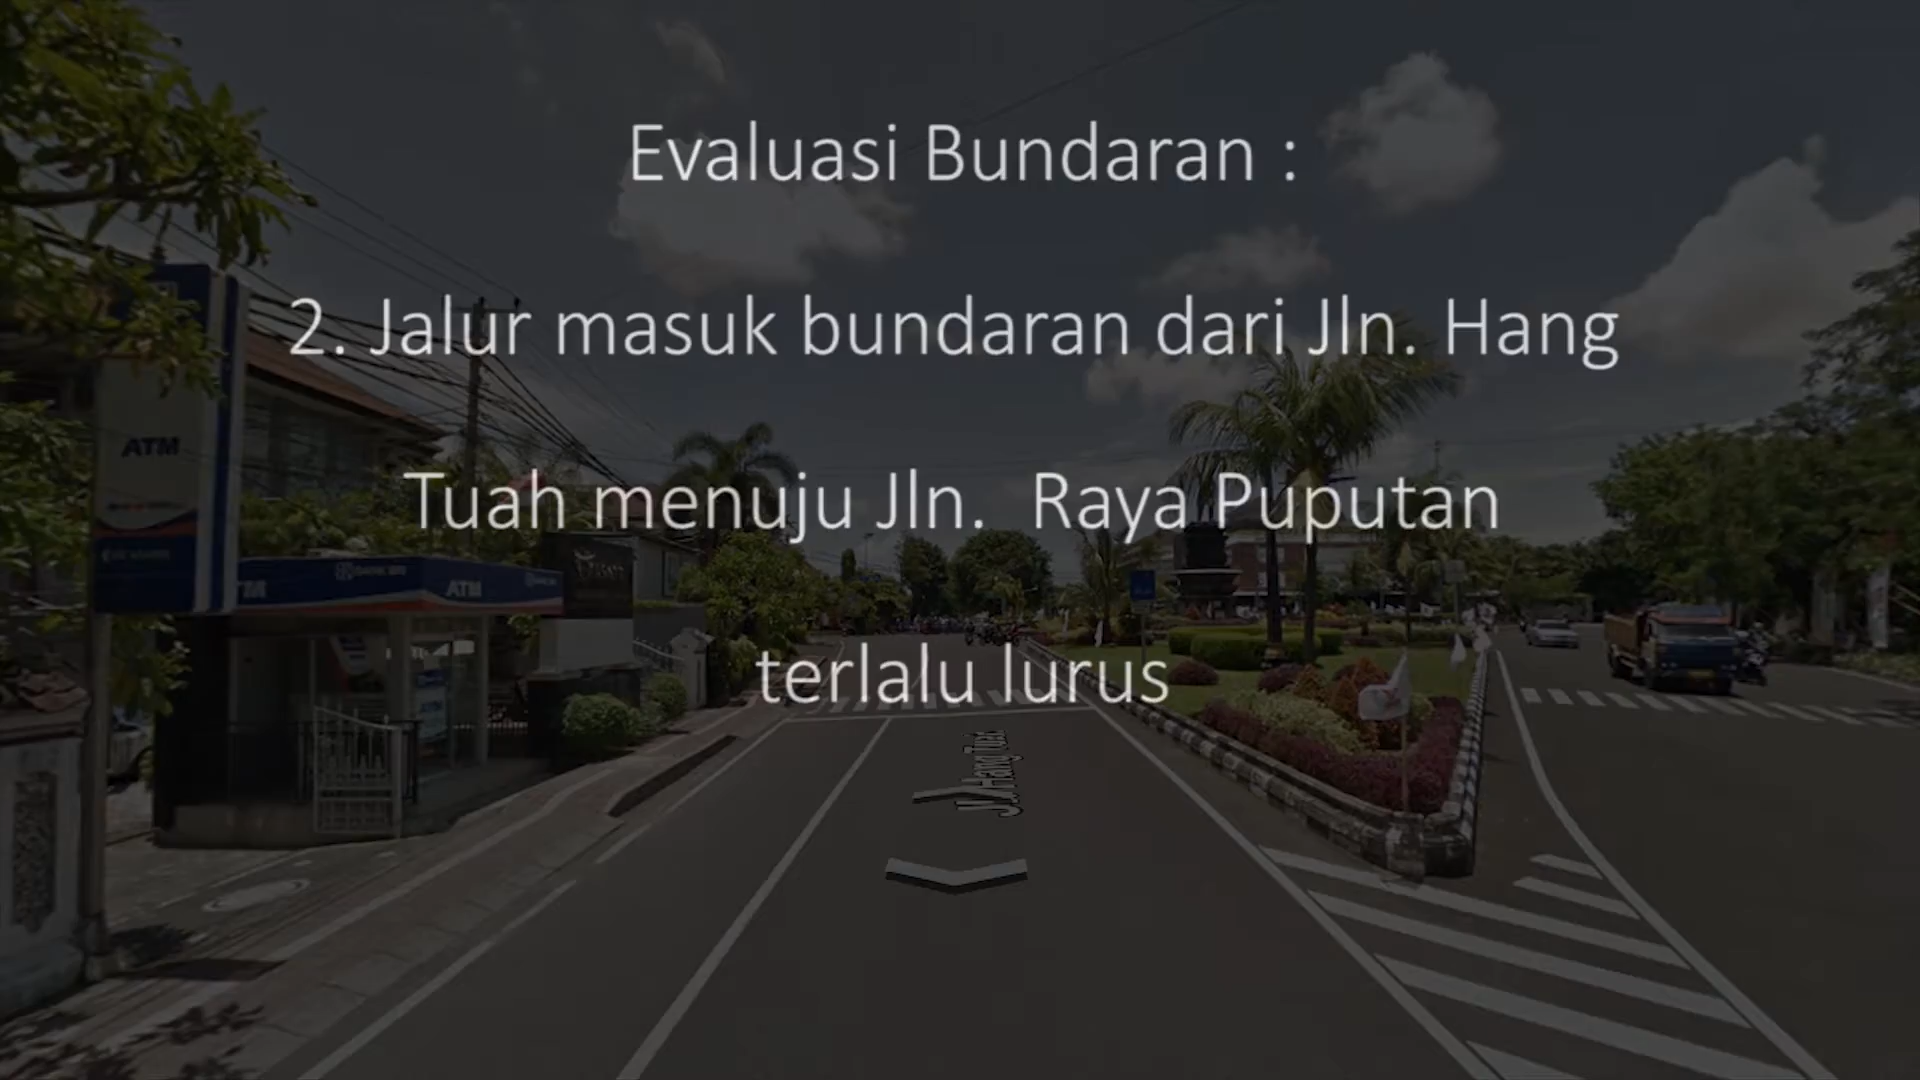 Evaluasi Bundaran :
2. Jalur masuk bundaran dari Jln. Hang
Tuah menuju Jln. Raya Puputan
terlalu lurus
ATM
ATM
ATM
Jl. Hang Tuah